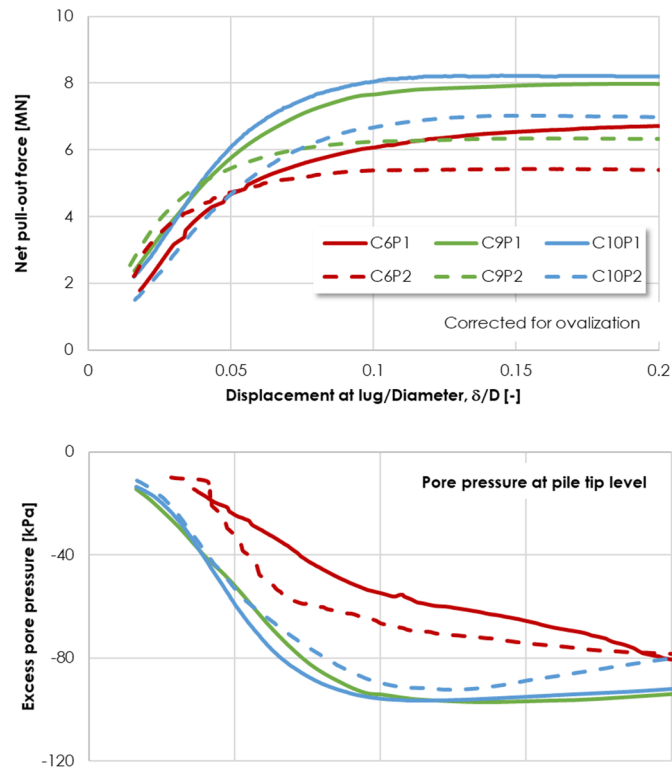 10
8
6
4
2
0
Net pull-out force [MN]
C6P1 C9P1 C10P1
C6P2 C9P2 C10P2
Corrected for ovalization
0 0.05 0.1 0.15 0.2
Displacement at lug/Diameter, δ/D [-]
0
-40
-80
-120
Excess pore pressure [kPa]
Pore pressure at pile tip level